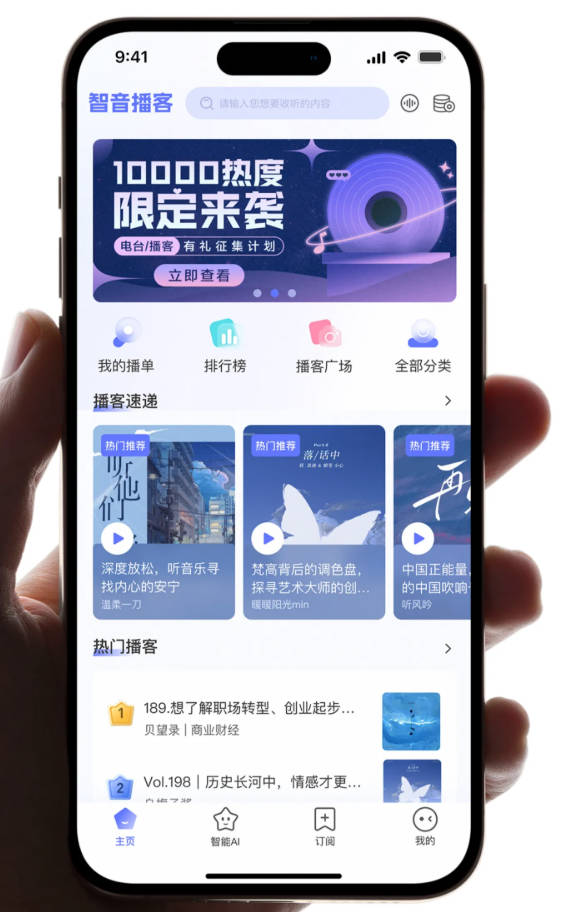 9:41
智音播客
请输入您想要收听的内容
10000热度
限定来袭
电台/播客 有礼征集计划
立即查看
我的播单 排行榜 播客广场 全部分类
播客速递
热门推荐 热门推荐 热门推荐
听他们
落/话中
深度放松，听音乐寻
找内心的安宁
温柔一刀
梵高背后的调色盘，
探寻艺术大师的创...
暖暖阳光min
中国正能量，
的中国吹响
听风吟
热门播客
1
189.想了解职场转型、创业起步...
贝望录 | 商业财经
2
Vol.198｜历史长河中，情感才更...
主页 智能AI 订阅 我的